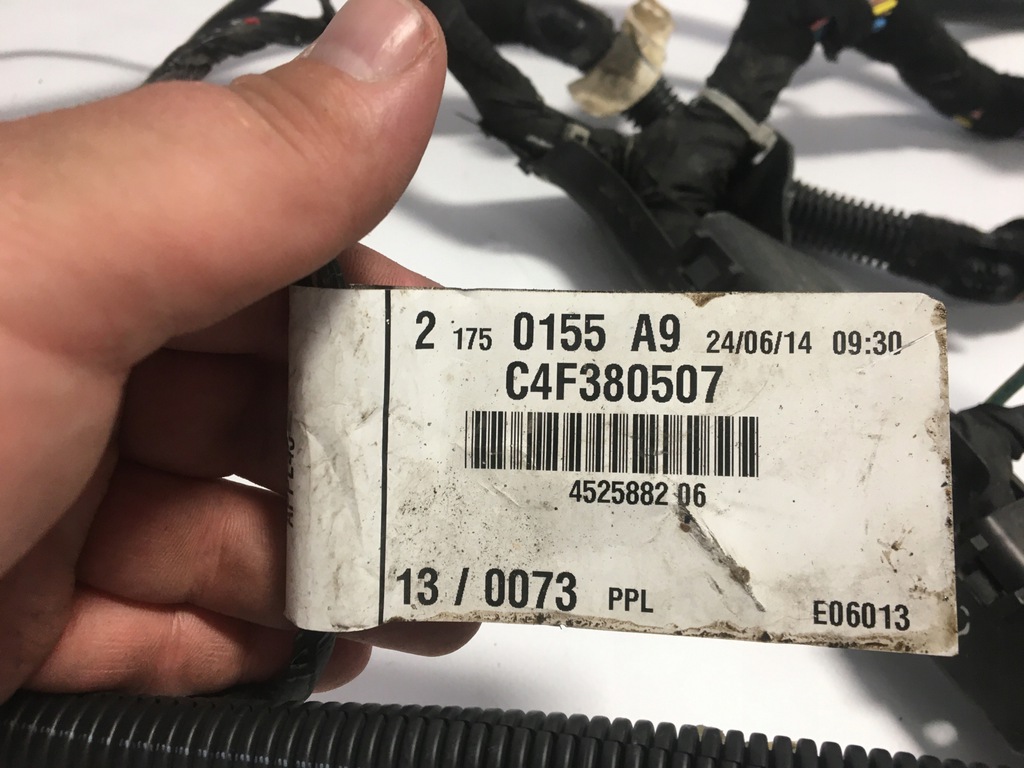 2 175 0155 A9 24/06/14 09:30
C4F380507
4525882 06
13 / 0073 PPL E06013